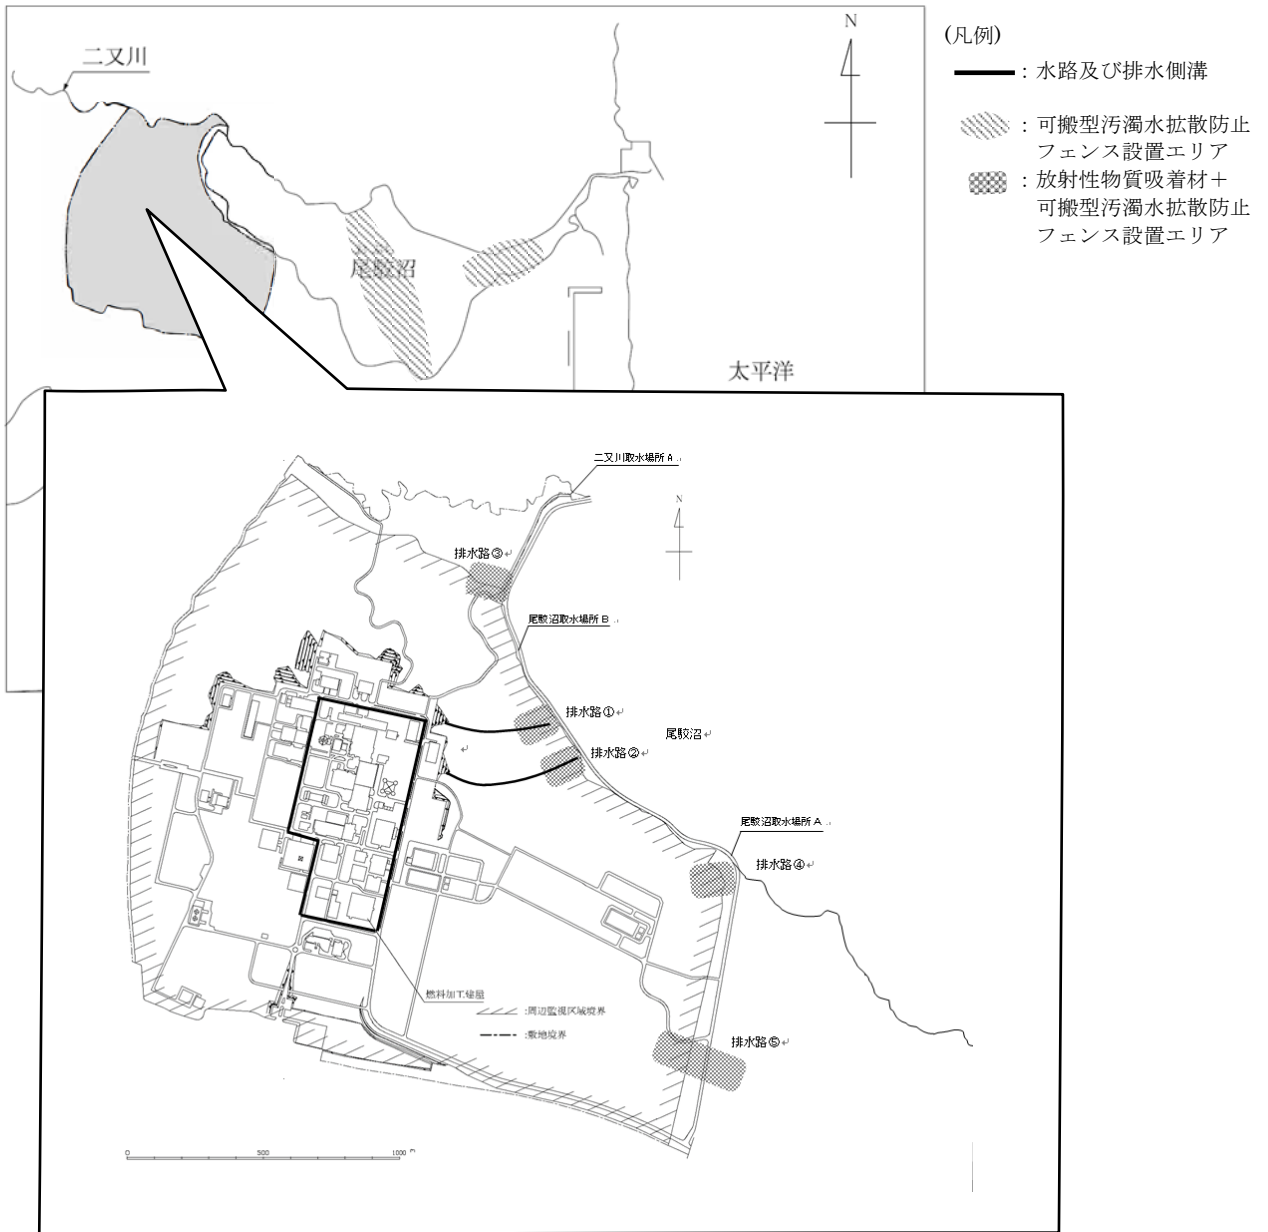 二又川
N
(凡例)
：水路及び排水側溝
：可搬型汚濁水拡散防止
フェンス設置エリア
：放射性物質吸着材＋
可搬型汚濁水拡散防止
フェンス設置エリア
尾駮沼
太平洋
二又川取水場所A
N
排水路③
尾駮沼取水場所B
排水路①
尾駮沼
排水路②
尾駮沼取水場所A
排水路④
燃料加工建屋
:周辺監視区域境界
:敷地境界
排水路⑤
0 500 1000 m